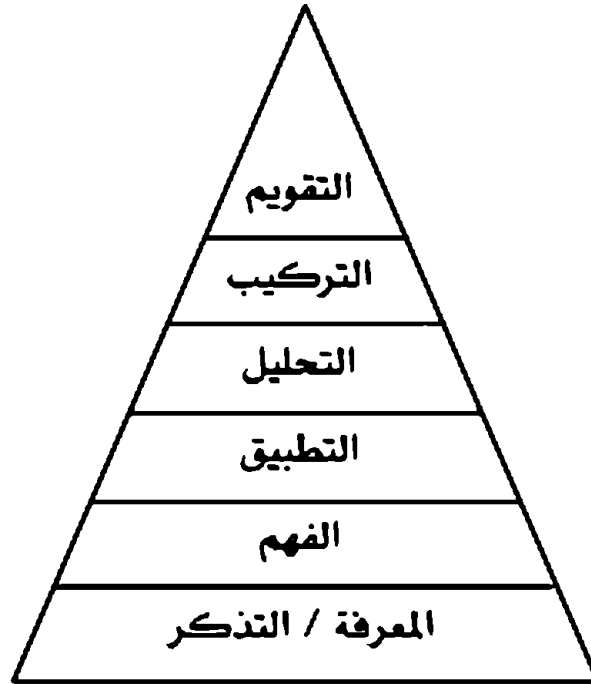 التقويم
التركيب
التحليل
التطبيق
الفهم
المعرفة / التذكر